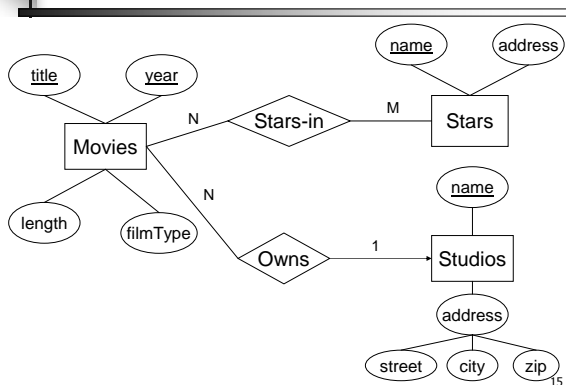 name address
title year
N Stars-in M Stars
Movies
name
N
length filmType
Owns 1 Studios
address
street city zip
15